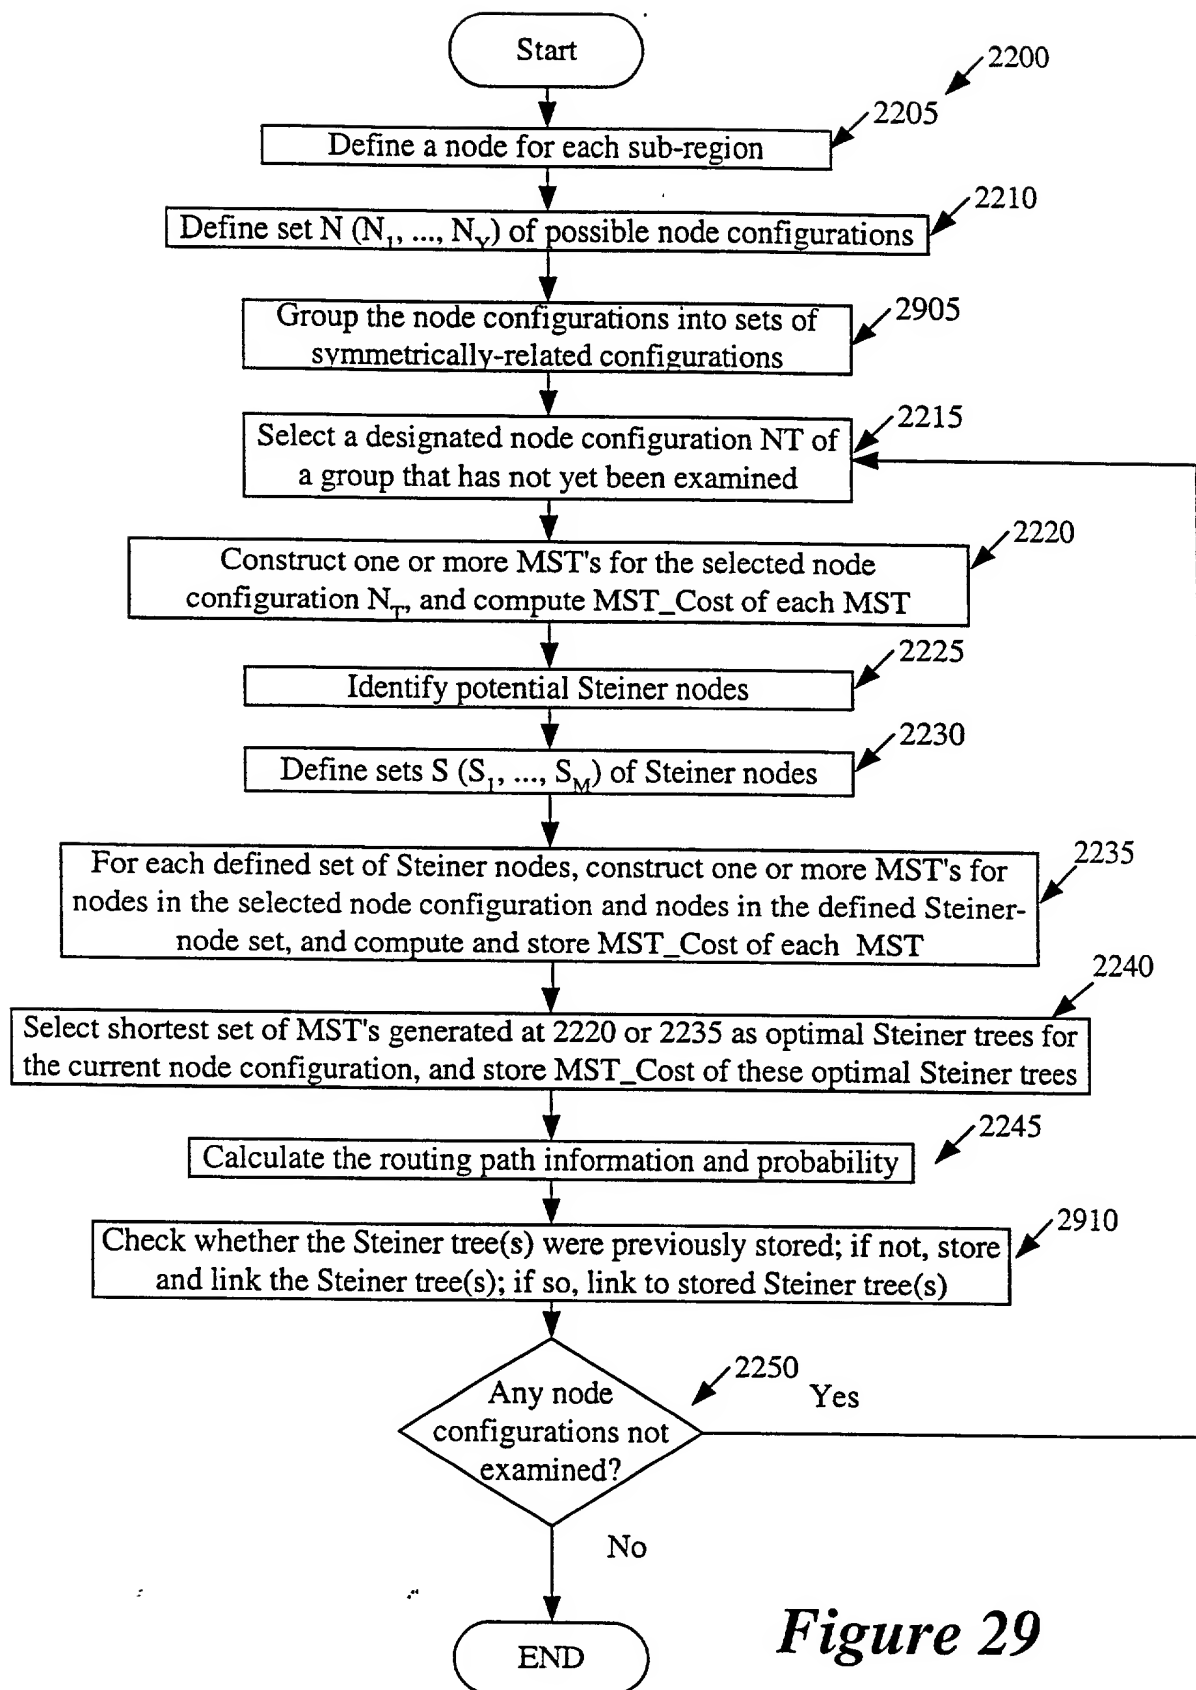 Start
2200
2205
Define a node for each sub-region
2210
Define set N (N1, ..., NY) of possible node configurations
2905
Group the node configurations into sets of
symmetrically-related configurations
2215
Select a designated node configuration NT of
a group that has not yet been examined
2220
Construct one or more MST's for the selected node
configuration NT, and compute MST_Cost of each MST
2225
Identify potential Steiner nodes
2230
Define sets S (S1, ..., SM) of Steiner nodes
2235
For each defined set of Steiner nodes, construct one or more MST's for
nodes in the selected node configuration and nodes in the defined Steiner-
node set, and compute and store MST_Cost of each MST
2240
Select shortest set of MST's generated at 2220 or 2235 as optimal Steiner trees for
the current node configuration, and store MST_Cost of these optimal Steiner trees
2245
Calculate the routing path information and probability
2910
Check whether the Steiner tree(s) were previously stored; if not, store
and link the Steiner tree(s); if so, link to stored Steiner tree(s)
2250
Yes
Any node
configurations not
examined?
No
END
Figure 29